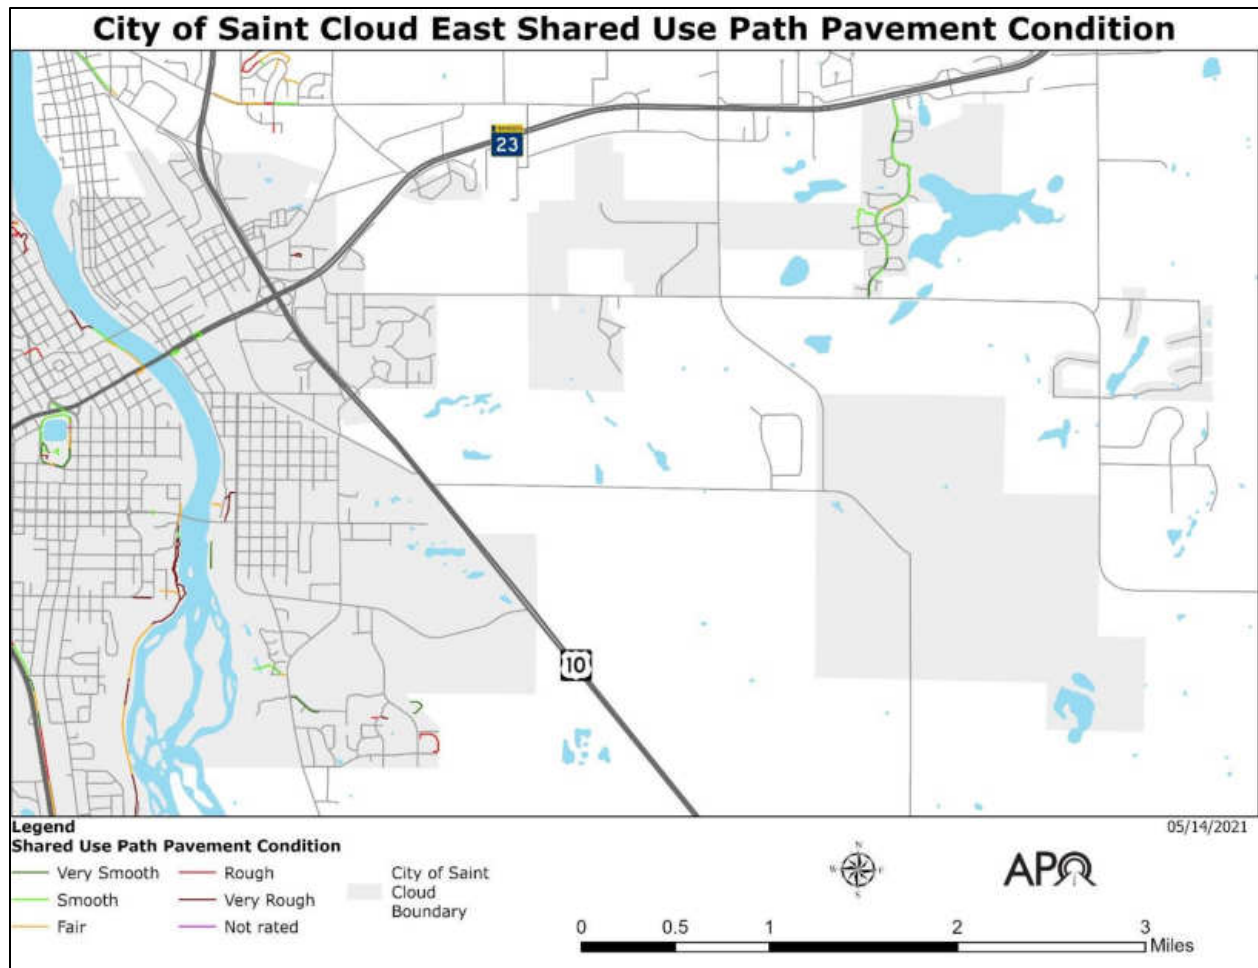 City of Saint Cloud East Shared Use Path Pavement Condition
23
10
05/14/2021
Legend
Shared Use Path Pavement Condition
Very Smooth
Smooth
Fair
Rough
Very Rough
Not rated
City of Saint
Cloud
Boundary
N
W E
S
APO
0 0.5 1 2 3
Miles